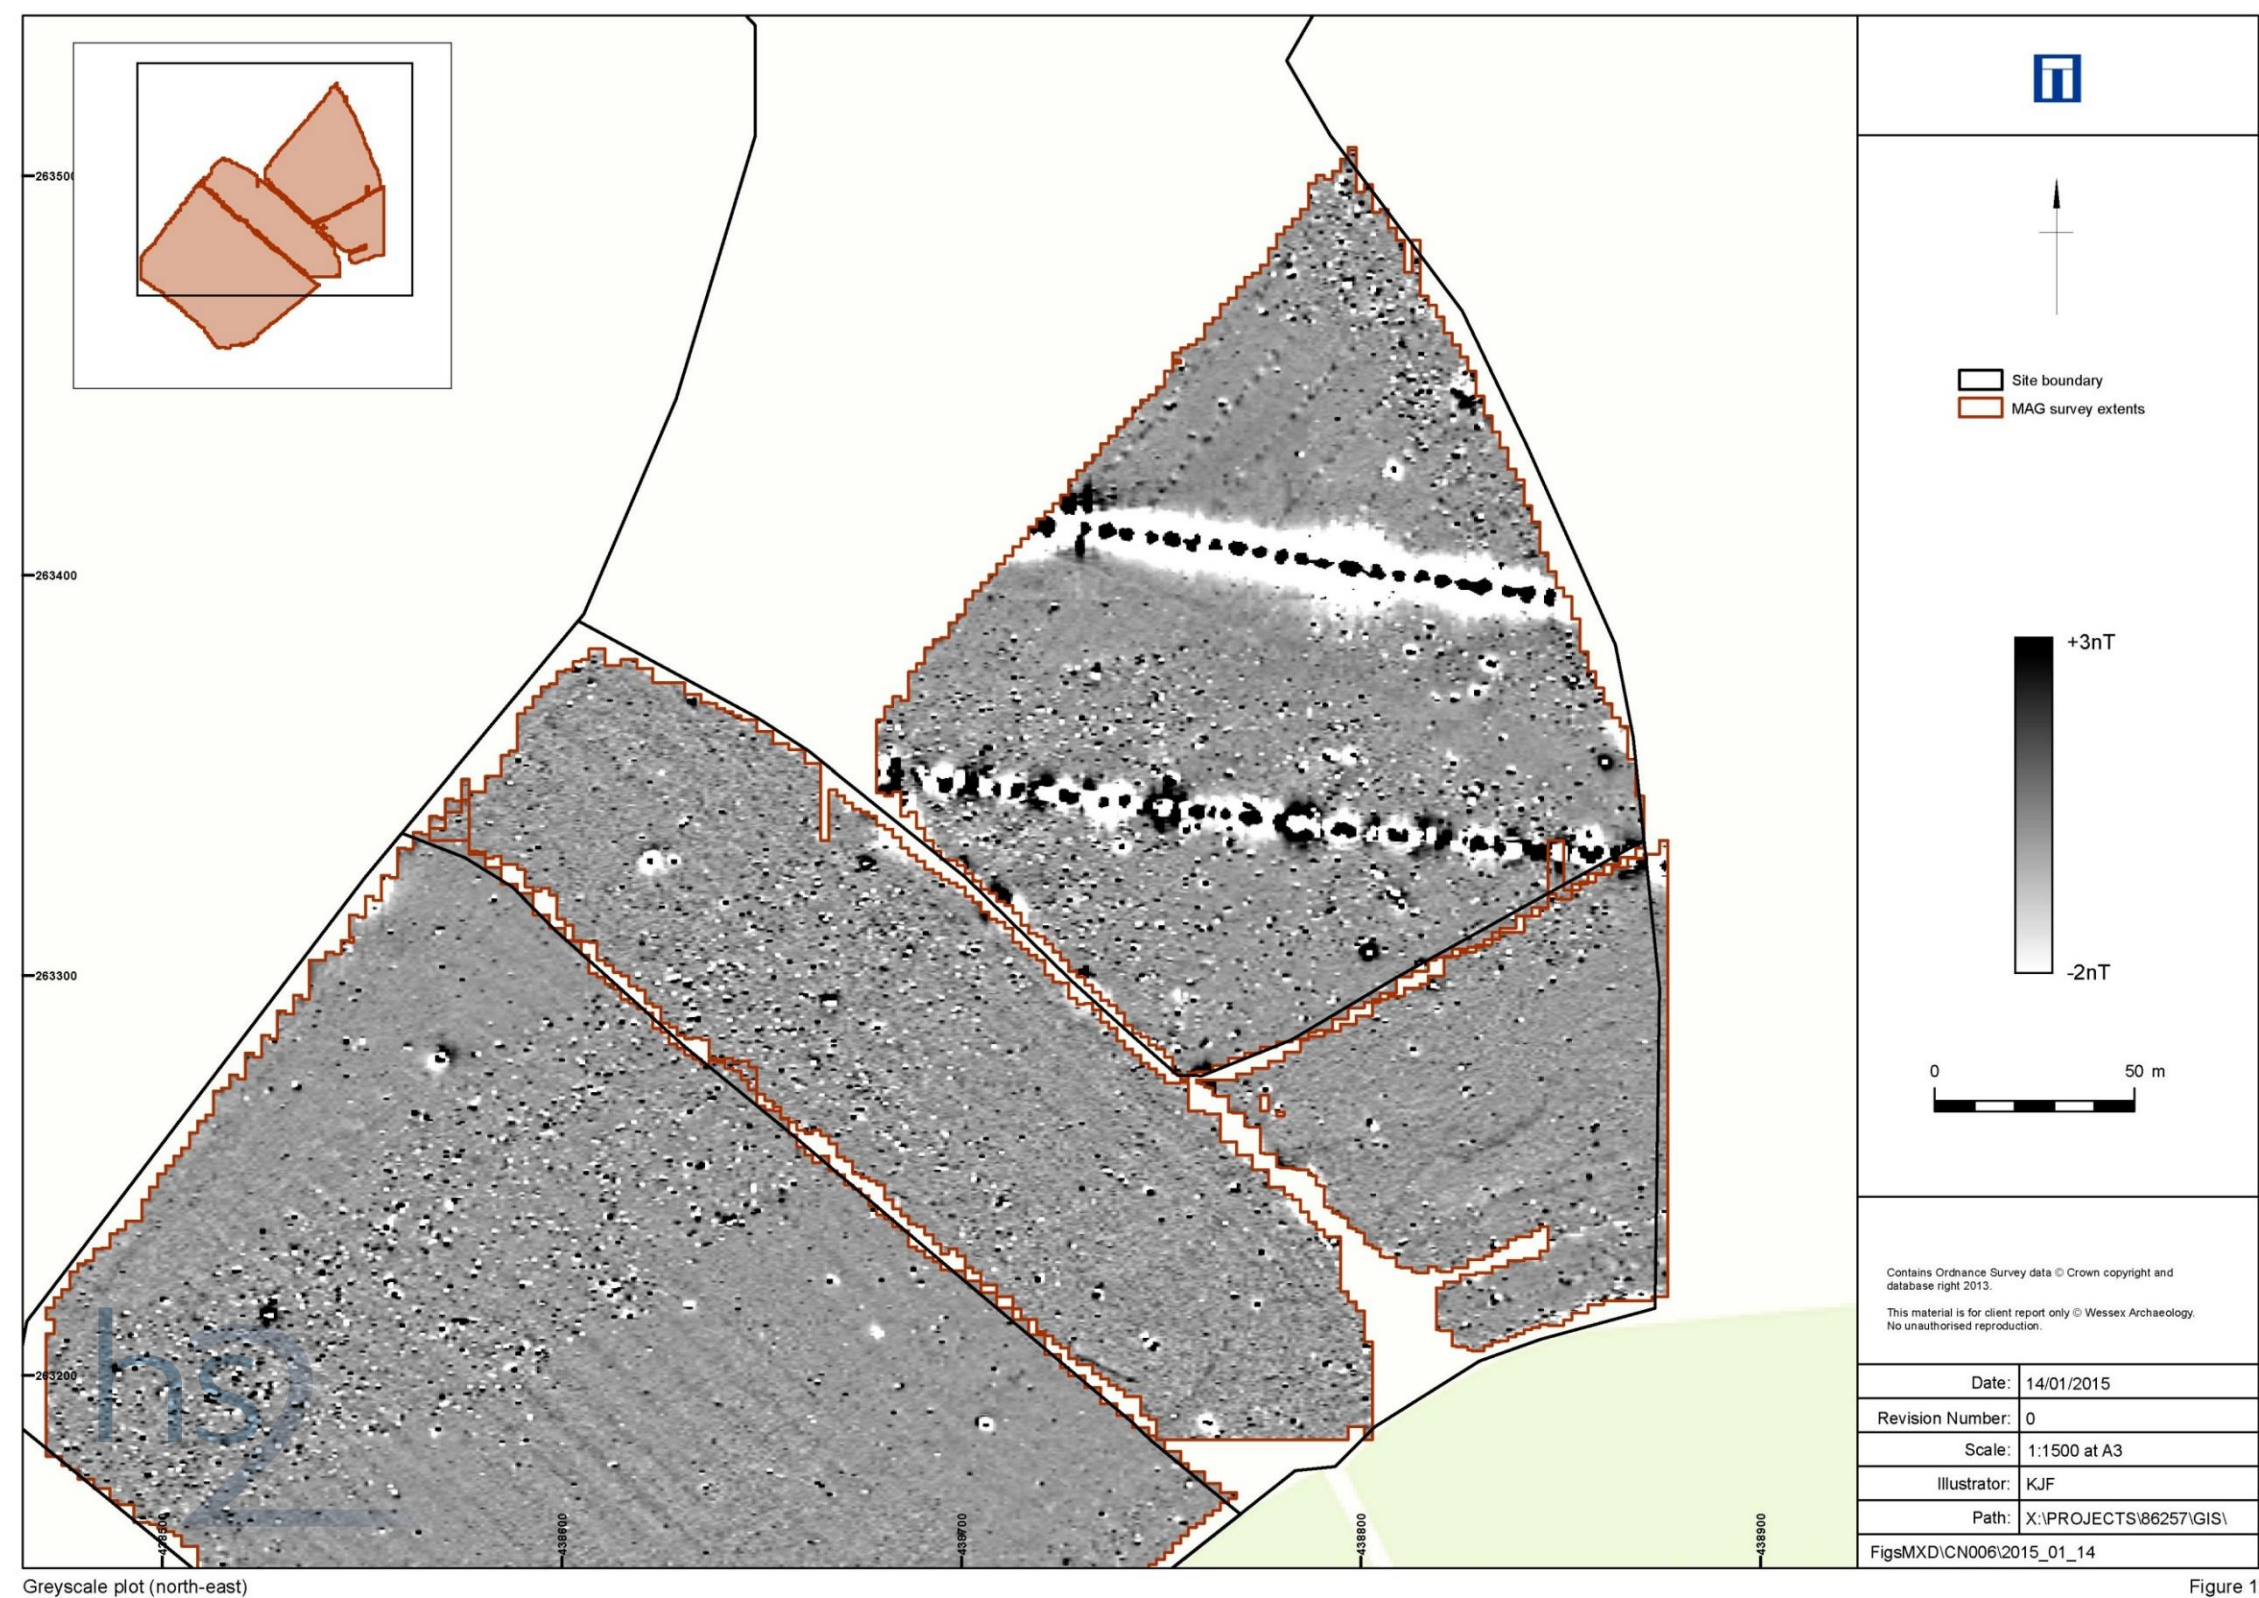 263500
263400
263300
263200
438500
438600
438700
438800
438900
hs2
Site boundary
MAG survey extents
+3nT
-2nT
0 50 m
Contains Ordnance Survey data © Crown copyright and
database right 2013.
This material is for client report only © Wessex Archaeology.
No unauthorised reproduction.
Date: 14/01/2015
Revision Number: 0
Scale: 1:1500 at A3
Illustrator: KJF
Path: X:\PROJECTS\86257\GIS\
FigsMXD\CN006\2015_01_14
Greyscale plot (north-east)
Figure 1